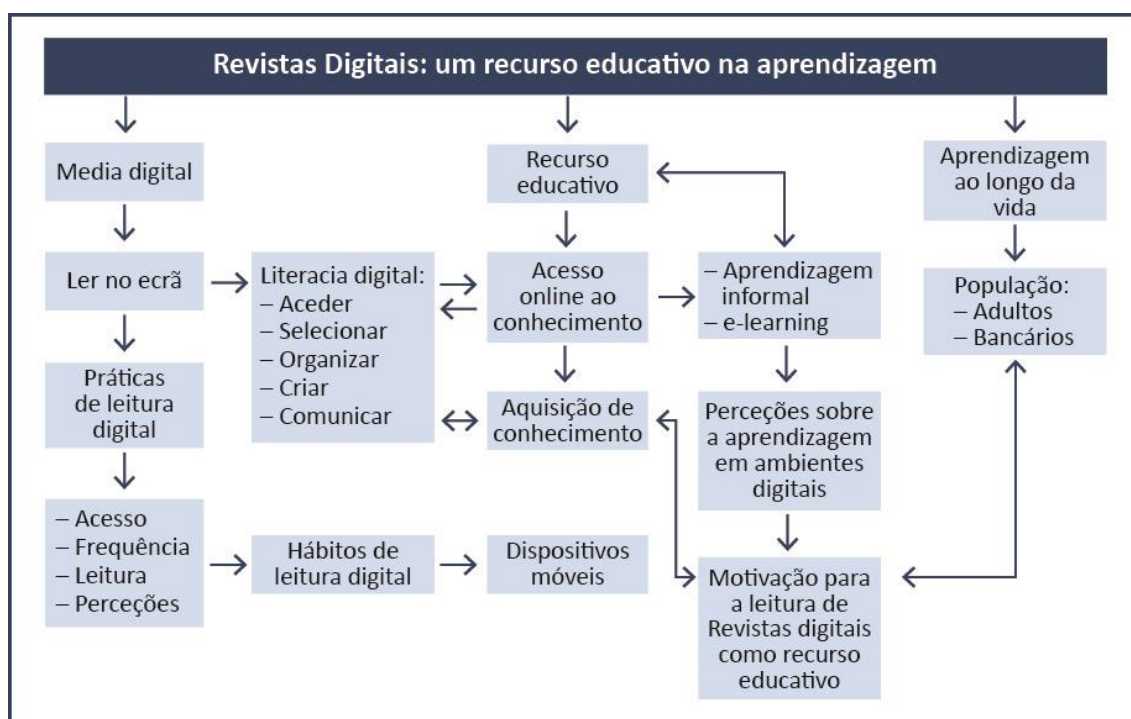 Revistas Digitais: um recurso educativo na aprendizagem
Media digital
Ler no ecrã
Práticas
de leitura
digital
– Acesso
– Frequência
– Leitura
– Perceções
Literacia digital:
– Aceder
– Selecionar
– Organizar
– Criar
– Comunicar
Hábitos de
leitura digital
Recurso
educativo
Acesso
online ao
conhecimento
Aquisição de
conhecimento
Dispositivos
móveis
– Aprendizagem
informal
– e-learning
Perceções sobre
a aprendizagem
em ambientes
digitais
Motivação para
a leitura de
Revistas digitais
como recurso
educativo
Aprendizagem
ao longo da
vida
População:
– Adultos
– Bancários